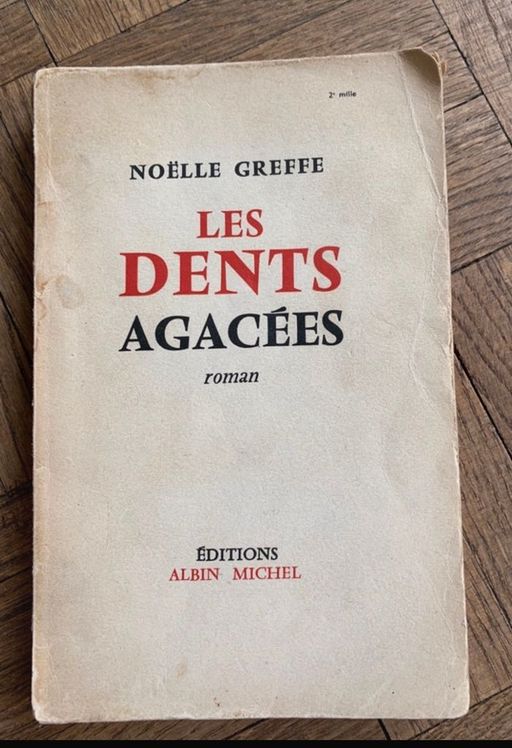 2ᵉ mille
NOËLLE GREFFE
LES
DENTS
AGACÉES
roman
ÉDITIONS
ALBIN MICHEL